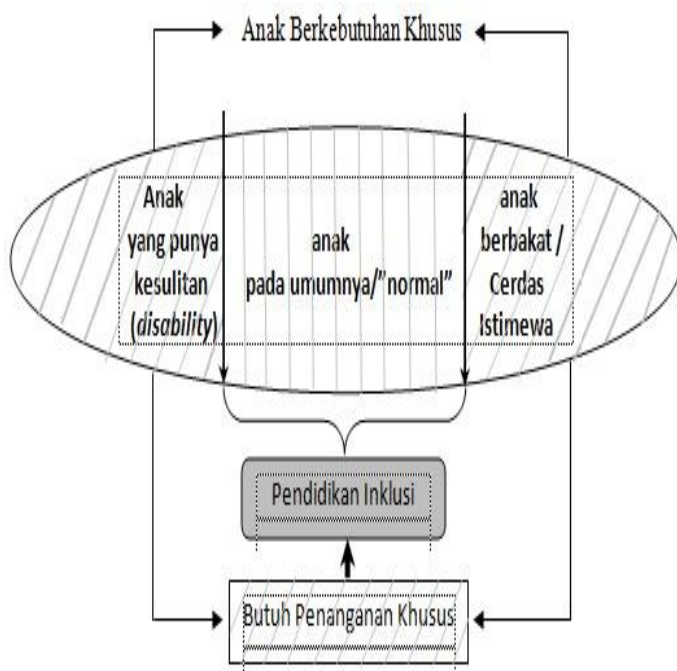 Anak Berkebutuhan Khusus
Anak
yang punya
kesulitan
(disability)
anak
pada umumnya/"normal"
anak
berbakat /
Cerdas
Istimewa
Pendidikan Inklusi
Butuh Penanganan Khusus